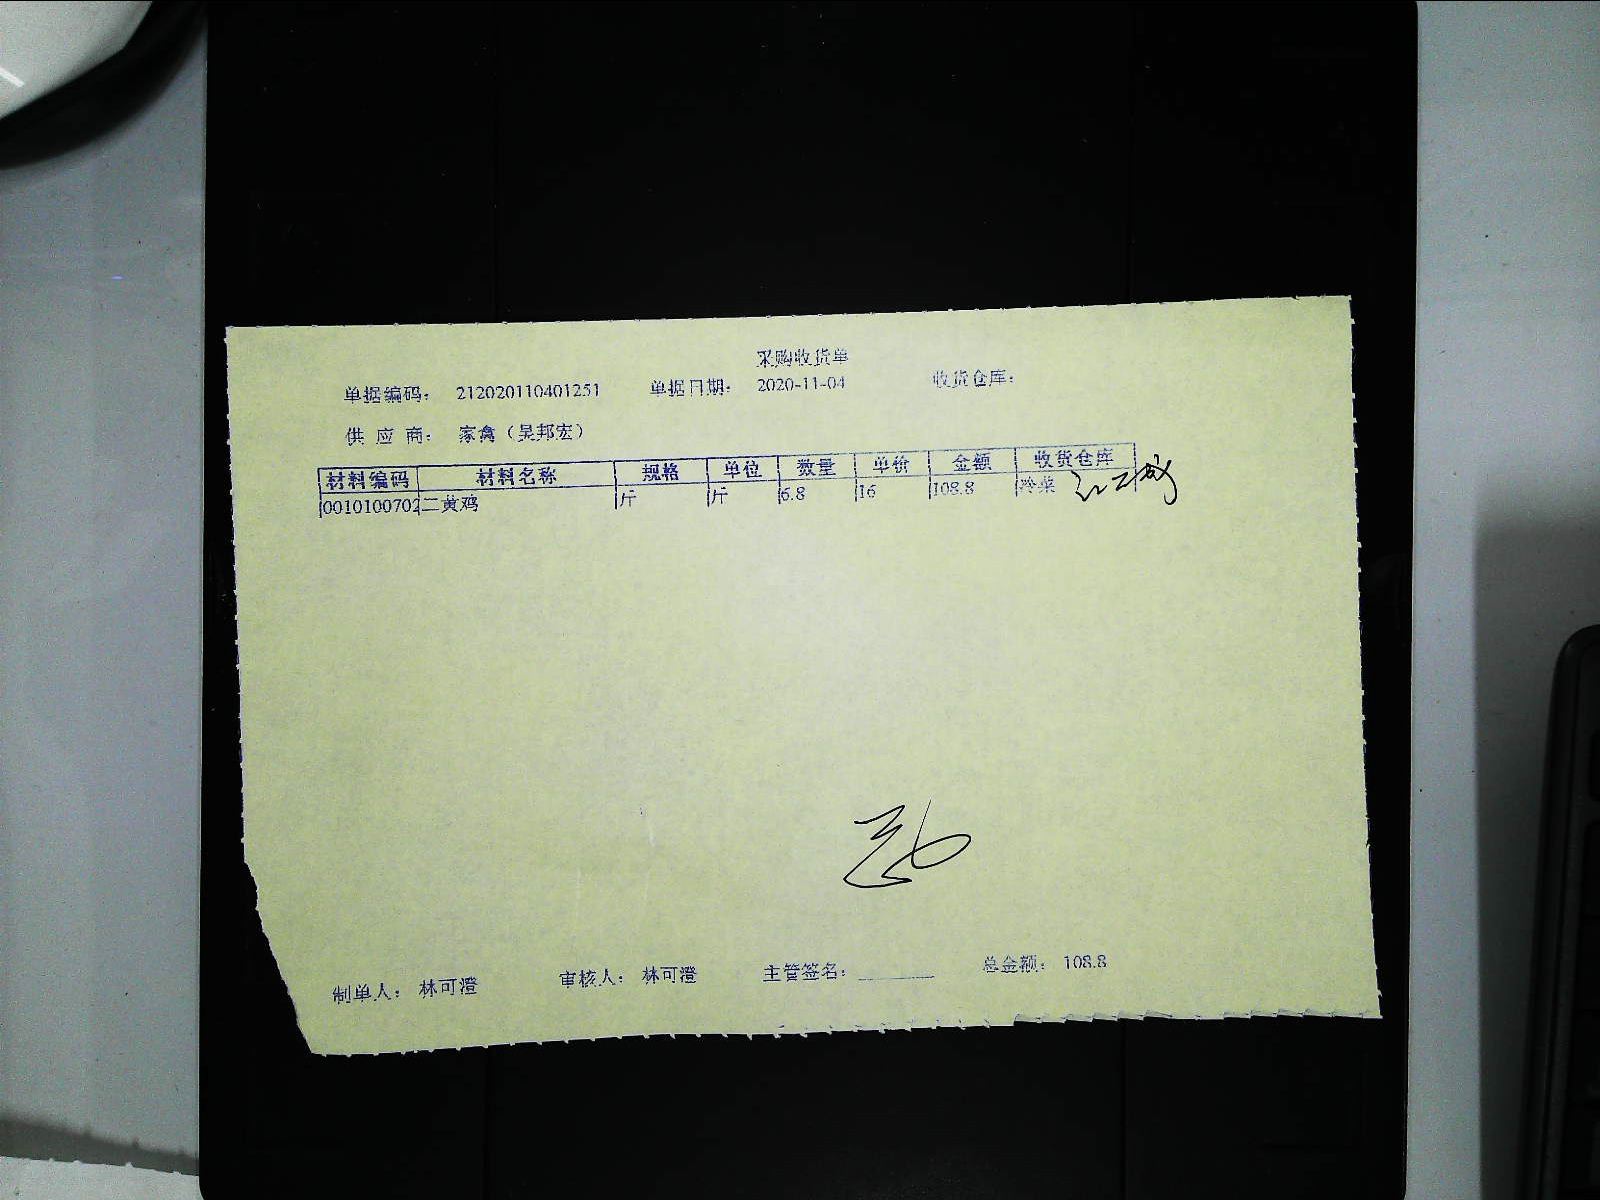 采购收货单
单据编码： 212020110401251 单据日期： 2020-11-04 收货仓库：
供 应 商： 家禽（吴邦宏）
材料编码 材料名称 规格 单位 数量 单价 金额 收货仓库
0010100702 二黄鸡 斤 斤 6.8 16 108.8 冷菜
制单人： 林可澄 审核人： 林可澄 主管签名： 总金额： 108.8